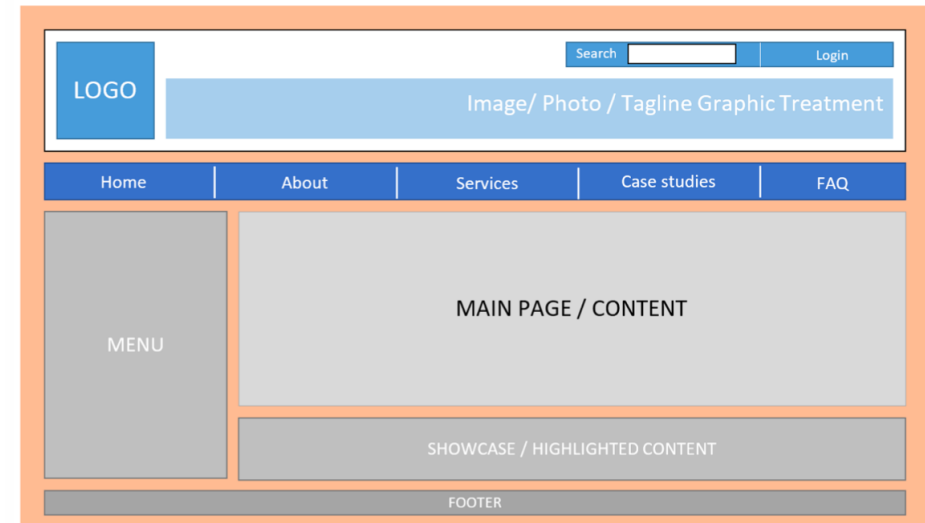 Search
Login
LOGO
Image/ Photo / Tagline Graphic Treatment
Home
About
Services
Case studies
FAQ
MENU
MAIN PAGE / CONTENT
SHOWCASE / HIGHLIGHTED CONTENT
FOOTER